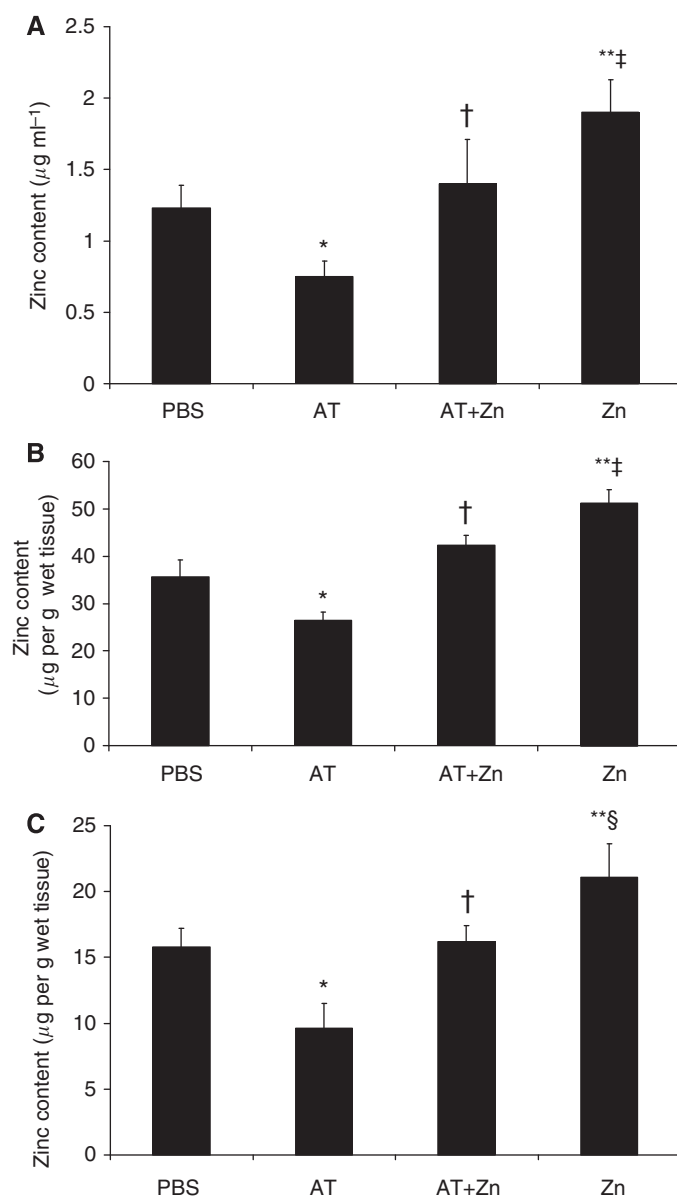 A
Zinc content (μg ml−1)
2.5
2
1.5
1
0.5
0
*
†
**‡
PBS AT AT+Zn Zn
B
Zinc content
(μg per g wet tissue)
60
50
40
30
20
10
0
*
†
**‡
PBS AT AT+Zn Zn
C
Zinc content (μg per g wet tissue)
25
20
15
10
5
0
*
†
**§
PBS AT AT+Zn Zn